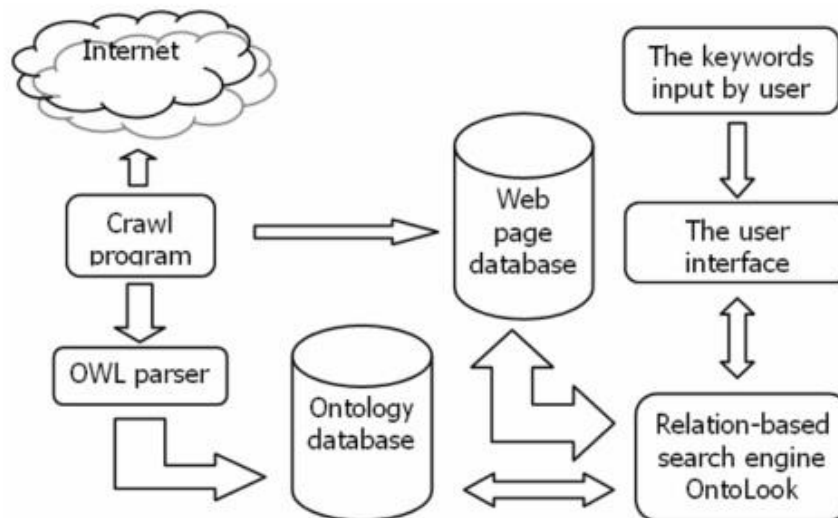 Internet
The keywords
input by user
Crawl
program
Web
page
database
The user
interface
OWL parser
Ontology
database
Relation-based
search engine
OntoLook